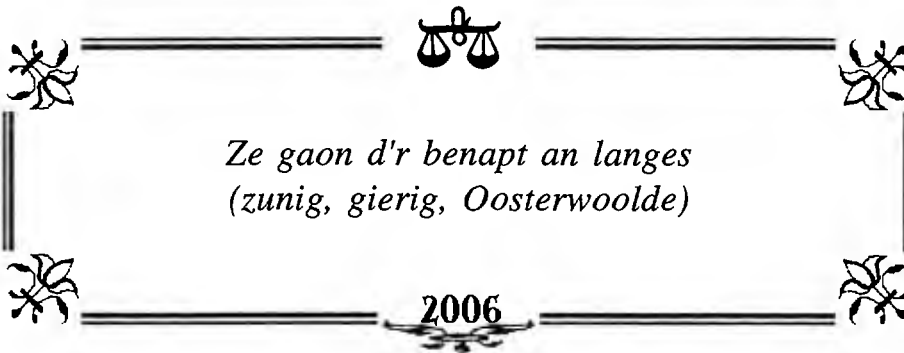 Ze gaon d'r benapt an langes
(zunig, gierig, Oosterwoolde)
2006